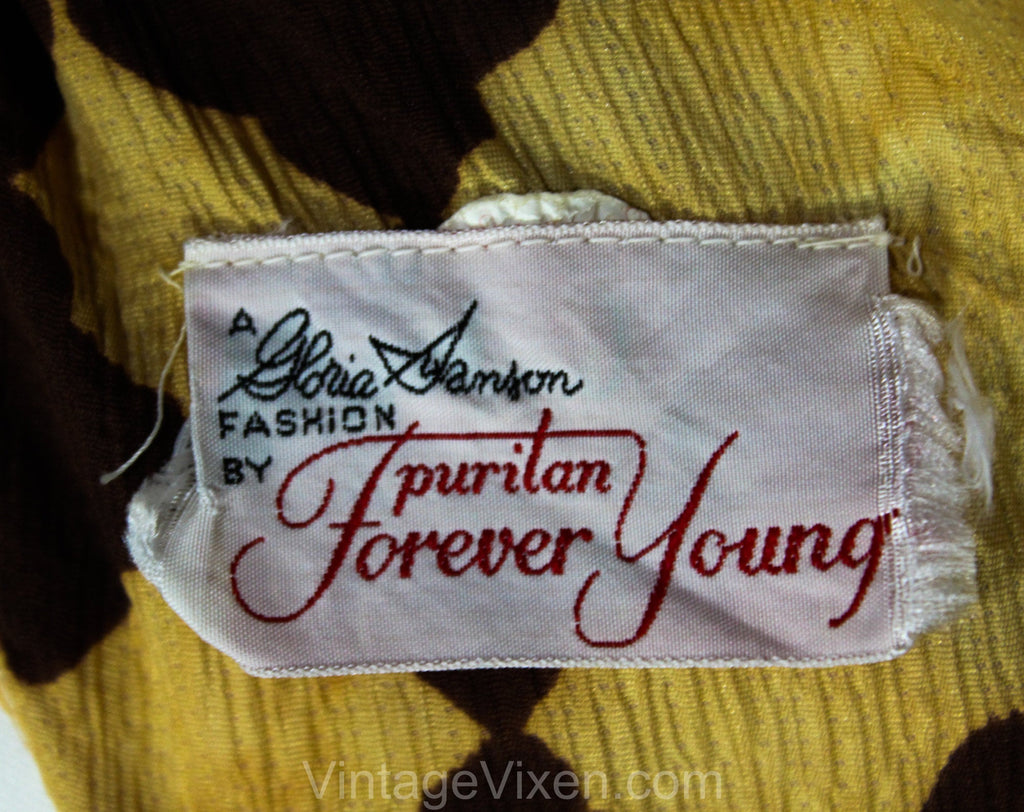 A Gloria Swanson
FASHION
BY puritan
Forever Young
VintageVixen.com